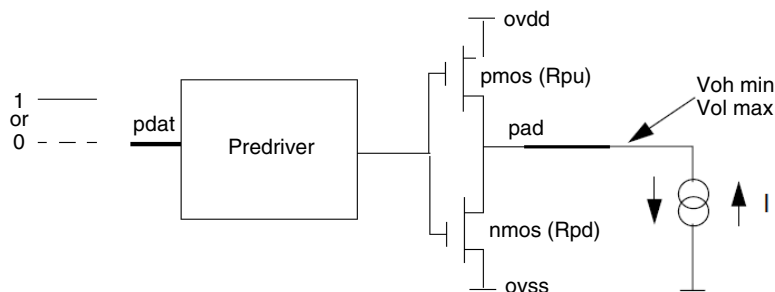 ovdd
pmos (Rpu)
Voh min
Vol max
1
or
0
pdat
Predriver
pad
I
nmos (Rpd)
ovss